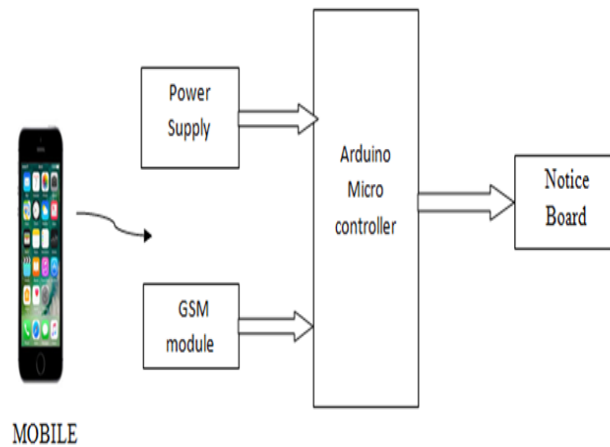 Power
Supply
Arduino
Micro
controller
Notice
Board
GSM
module
MOBILE